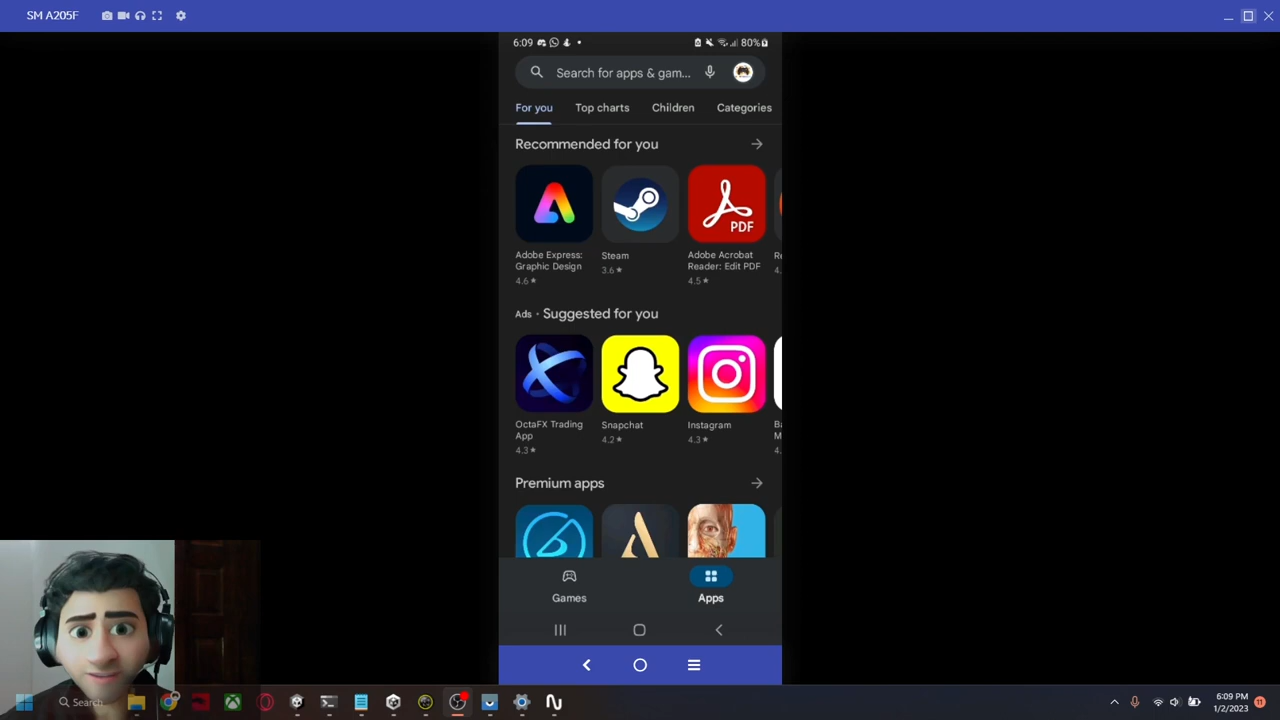 SM A205F
6:09
80%
Search for apps & gam...
For you
Top charts
Children
Categories
Recommended for you
PDF
Adobe Express:
Graphic Design
4.6★
Steam
3.6★
Adobe Acrobat
Reader: Edit PDF
4.5★
Ads • Suggested for you
OctaFX Trading
App
4.3★
Snapchat
4.2★
Instagram
4.3★
Premium apps
Games
Apps
Search
6:09 PM
1/2/2023
11